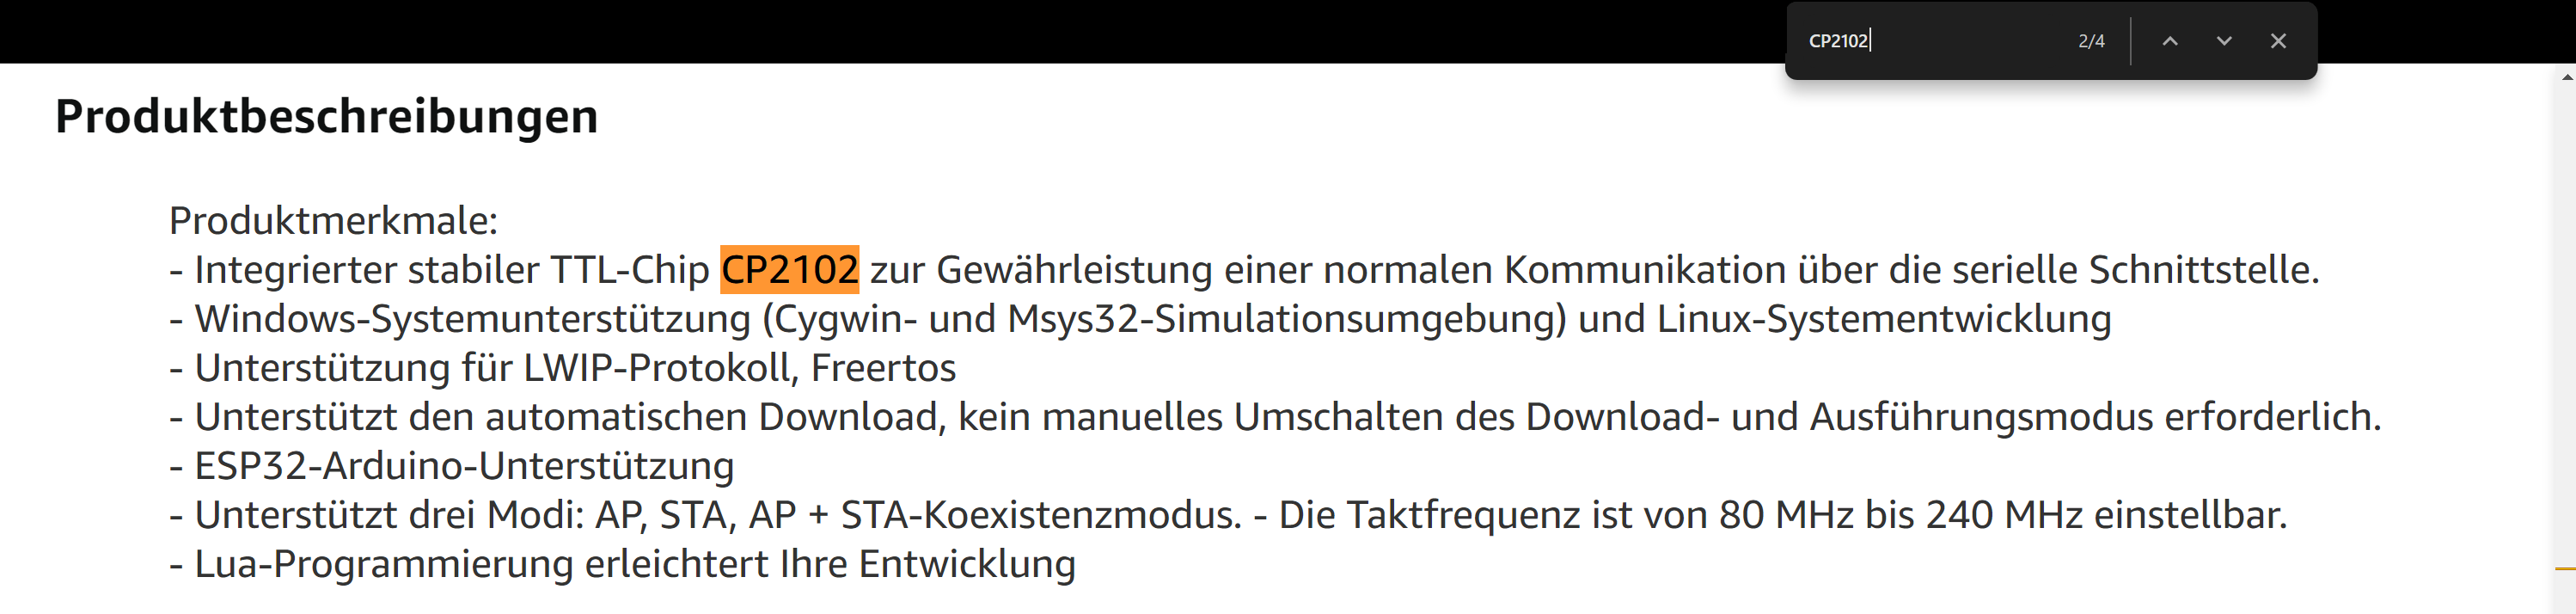 CP2102
2/4
Produktbeschreibungen
Produktmerkmale:
- Integrierter stabiler TTL-Chip CP2102 zur Gewährleistung einer normalen Kommunikation über die serielle Schnittstelle.
- Windows-Systemunterstützung (Cygwin- und Msys32-Simulationsumgebung) und Linux-Systementwicklung
- Unterstützung für LWIP-Protokoll, Freertos
- Unterstützt den automatischen Download, kein manuelles Umschalten des Download- und Ausführungsmodus erforderlich.
- ESP32-Arduino-Unterstützung
- Unterstützt drei Modi: AP, STA, AP + STA-Koexistenzmodus. - Die Taktfrequenz ist von 80 MHz bis 240 MHz einstellbar.
- Lua-Programmierung erleichtert Ihre Entwicklung